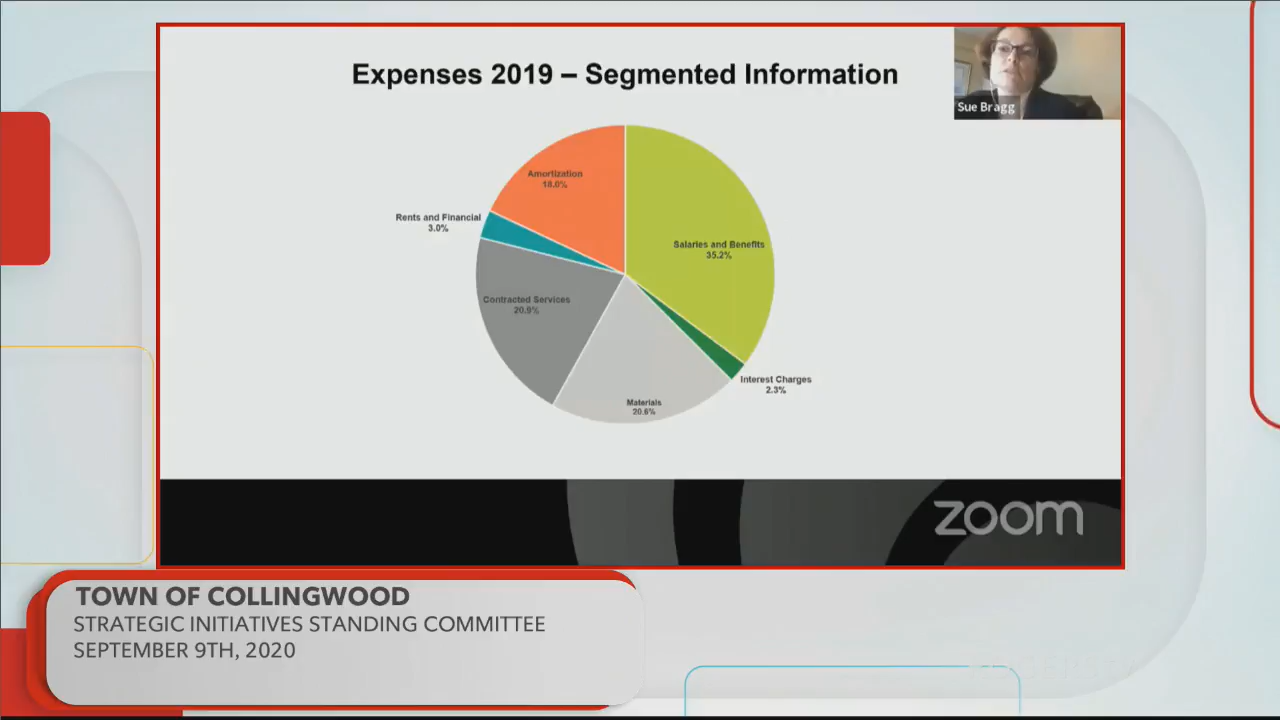 Expenses 2019 – Segmented Information
Sue Bragg
Amortization
18.0%
Rents and Financial
3.0%
Salaries and Benefits
35.2%
Contracted Services
20.9%
Interest Charges
2.3%
Materials
20.6%
zoom
TOWN OF COLLINGWOOD
STRATEGIC INITIATIVES STANDING COMMITTEE
SEPTEMBER 9TH, 2020